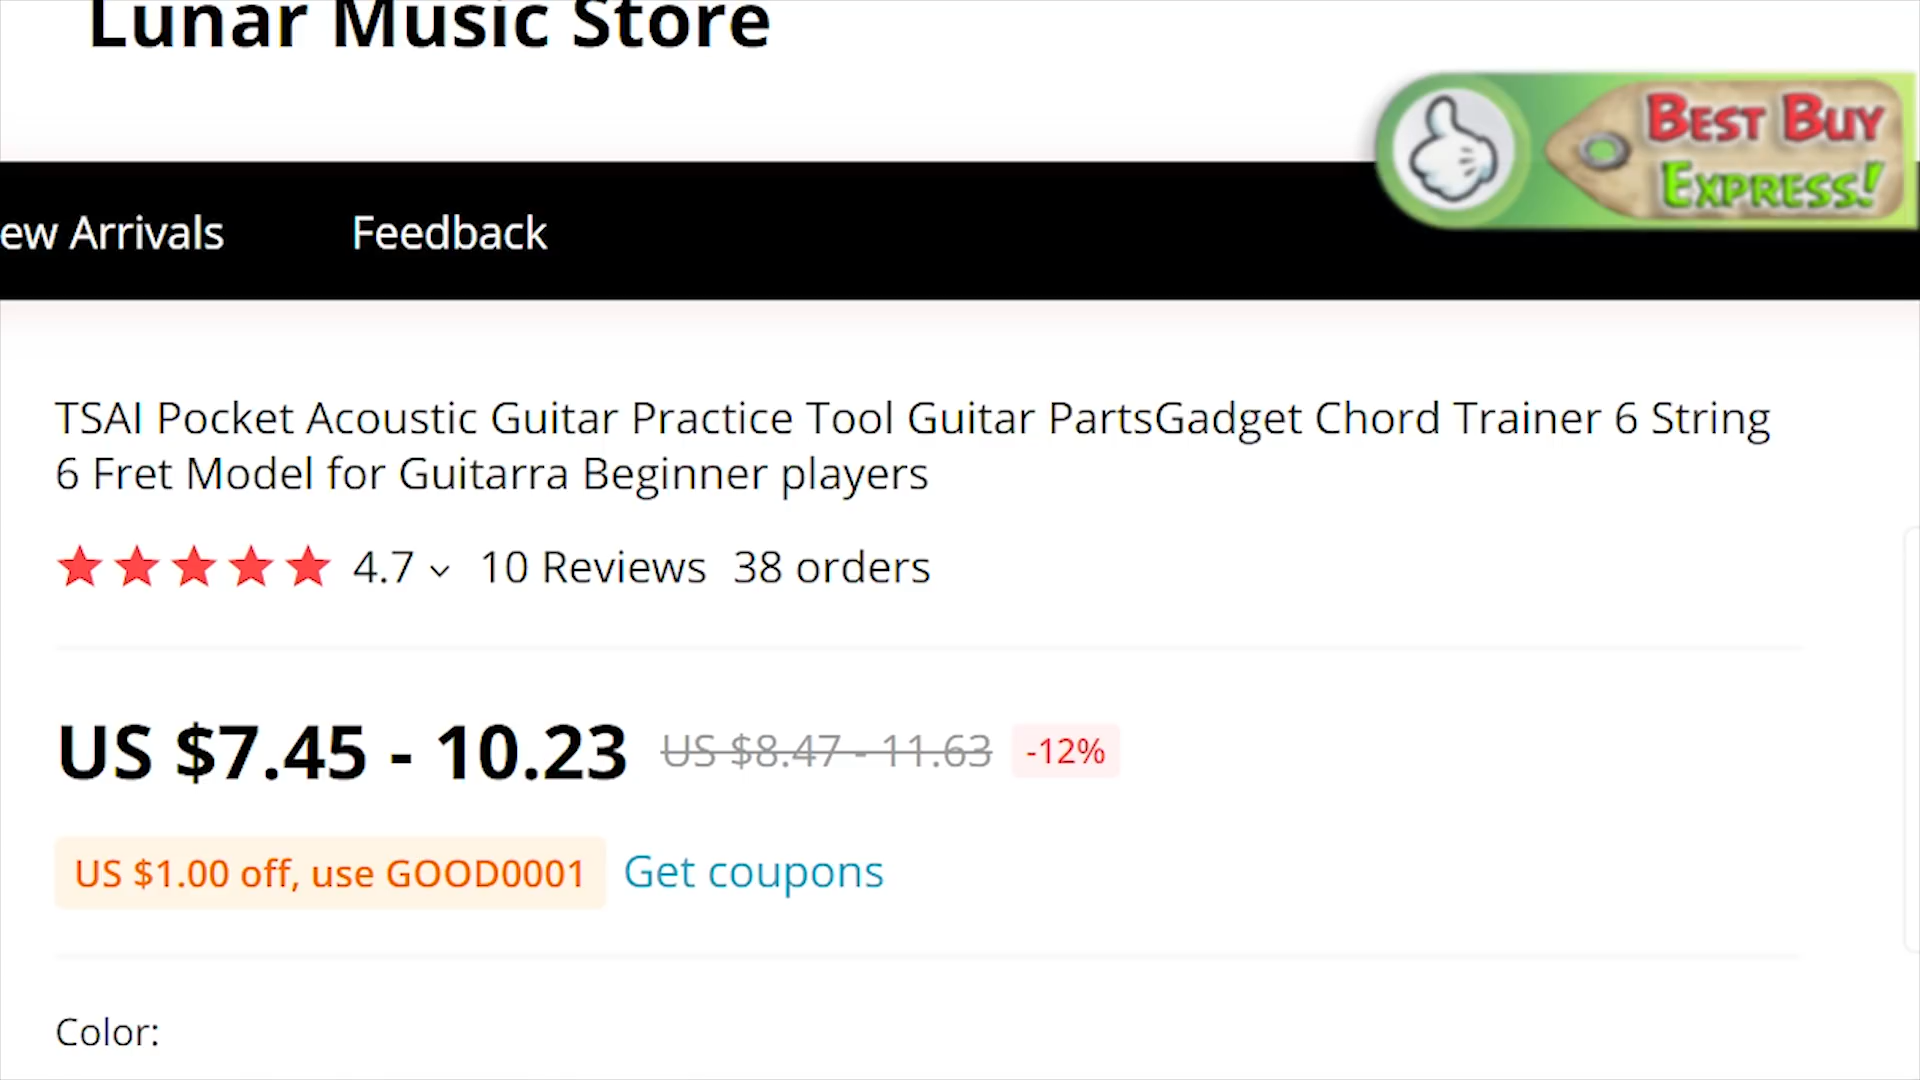 Lunar Music Store
BEST BUY
EXPRESS!
ew Arrivals
Feedback
TSAI Pocket Acoustic Guitar Practice Tool Guitar PartsGadget Chord Trainer 6 String
6 Fret Model for Guitarra Beginner players
4.7 10 Reviews 38 orders
US $7.45 - 10.23 US $8.47 - 11.63 -12%
US $1.00 off, use GOOD0001 Get coupons
Color: